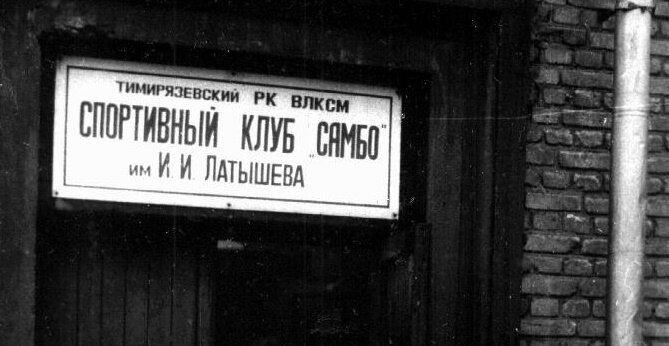 ТИМИРЯЗЕВСКИЙ РК ВЛКСМ
СПОРТИВНЫЙ КЛУБ „САМБО"
им И. И. ЛАТЫШЕВА